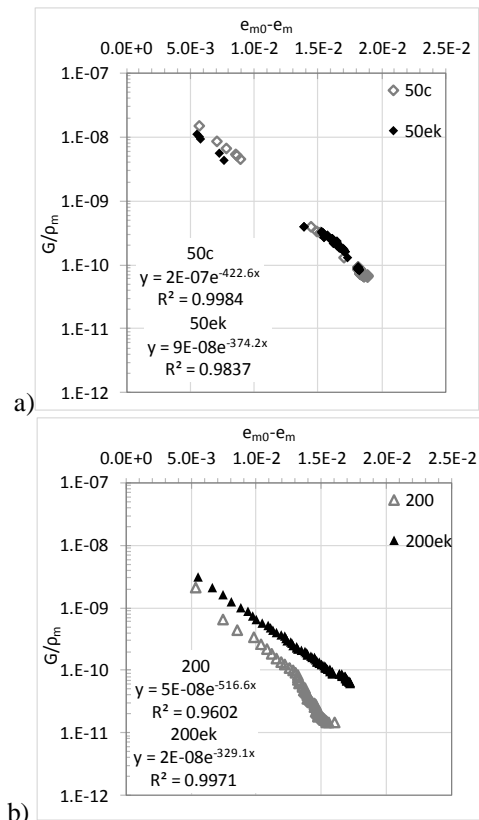 e_m0-e_m
0.0E+0 5.0E-3 1.0E-2 1.5E-2 2.0E-2 2.5E-2
1.E-07
50c
50ek
1.E-08
1.E-09
G/ρ_m
1.E-10
50c
y = 2E-07e^-422.6x
R² = 0.9984
50ek
1.E-11
y = 9E-08e^-374.2x
R² = 0.9837
1.E-12
a)
e_m0-e_m
0.0E+0 5.0E-3 1.0E-2 1.5E-2 2.0E-2 2.5E-2
1.E-07
200
200ek
1.E-08
1.E-09
G/ρ_m
1.E-10
200
y = 5E-08e^-516.6x
R² = 0.9602
1.E-11
200ek
y = 2E-08e^-329.1x
R² = 0.9971
1.E-12
b)